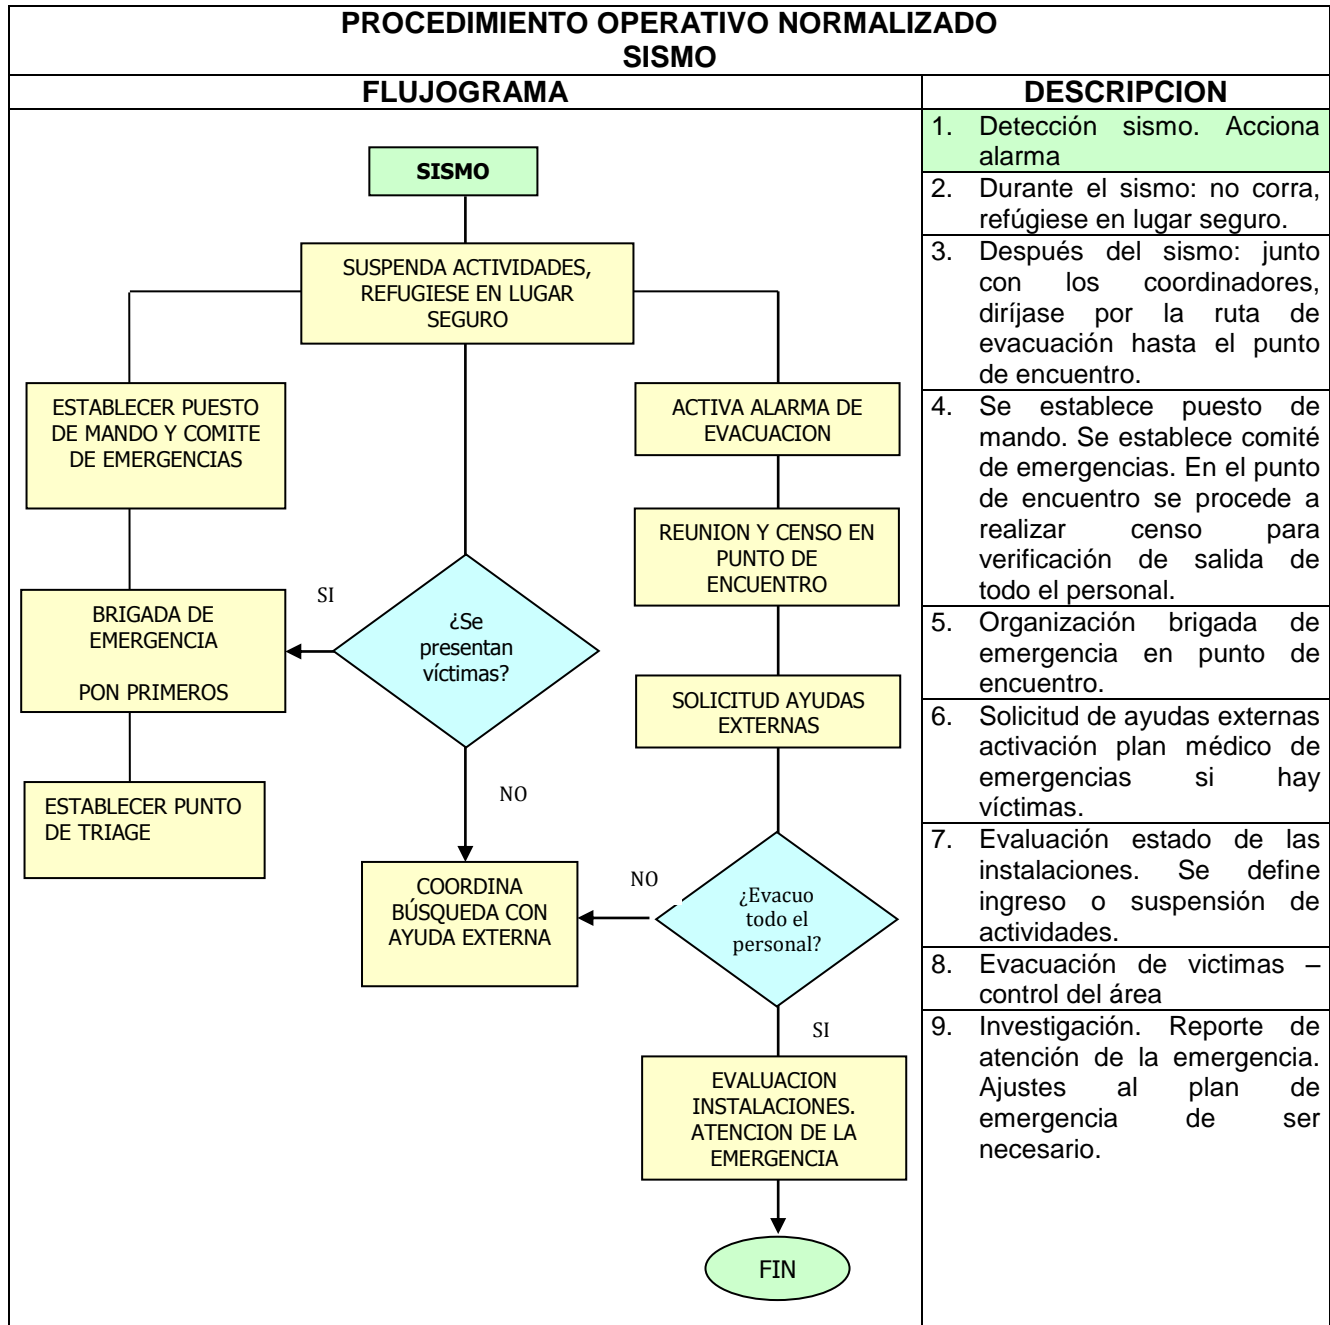 PROCEDIMIENTO OPERATIVO NORMALIZADO
SISMO
FLUJOGRAMA
SISMO
SUSPENDA ACTIVIDADES,
REFUGIESE EN LUGAR
SEGURO
ESTABLECER PUESTO
DE MANDO Y COMITE
DE EMERGENCIAS
ACTIVA ALARMA DE
EVACUACION
REUNION Y CENSO EN
PUNTO DE
ENCUENTRO
SI
¿Se
presentan
víctimas?
BRIGADA DE
EMERGENCIA
PON PRIMEROS
SOLICITUD AYUDAS
EXTERNAS
NO
ESTABLECER PUNTO
DE TRIAGE
COORDINA
BÚSQUEDA CON
AYUDA EXTERNA
NO
¿Evacuo
todo el
personal?
SI
EVALUACION
INSTALACIONES.
ATENCION DE LA
EMERGENCIA
FIN
DESCRIPCION
1. Detección sismo. Acciona
alarma
2. Durante el sismo: no corra,
refúgiese en lugar seguro.
3. Después del sismo: junto
con los coordinadores,
diríjase por la ruta de
evacuación hasta el punto
de encuentro.
4. Se establece puesto de
mando. Se establece comité
de emergencias. En el punto
de encuentro se procede a
realizar censo para
verificación de salida de
todo el personal.
5. Organización brigada de
emergencia en punto de
encuentro.
6. Solicitud de ayudas externas
activación plan médico de
emergencias si hay
víctimas.
7. Evaluación estado de las
instalaciones. Se define
ingreso o suspensión de
actividades.
8. Evacuación de victimas –
control del área
9. Investigación. Reporte de
atención de la emergencia.
Ajustes al plan de
emergencia de ser
necesario.